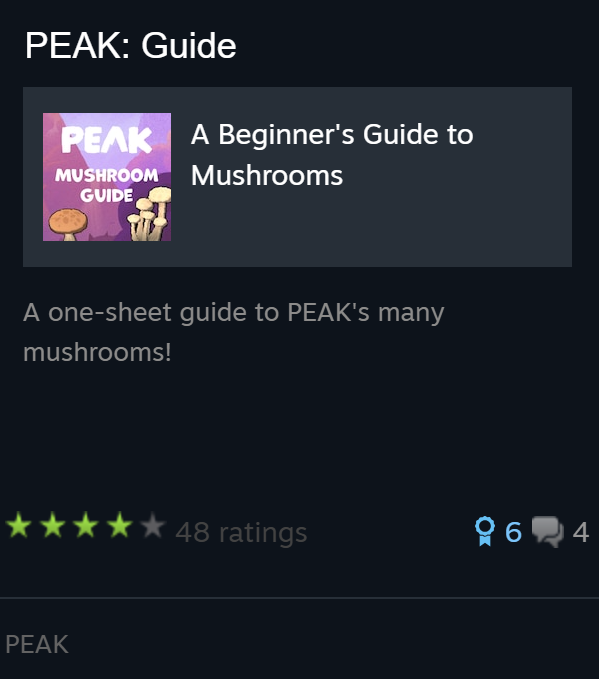 PEAK: Guide
PEAK
MUSHROOM
GUIDE
A Beginner's Guide to
Mushrooms
A one-sheet guide to PEAK's many
mushrooms!
48 ratings
6
4
PEAK